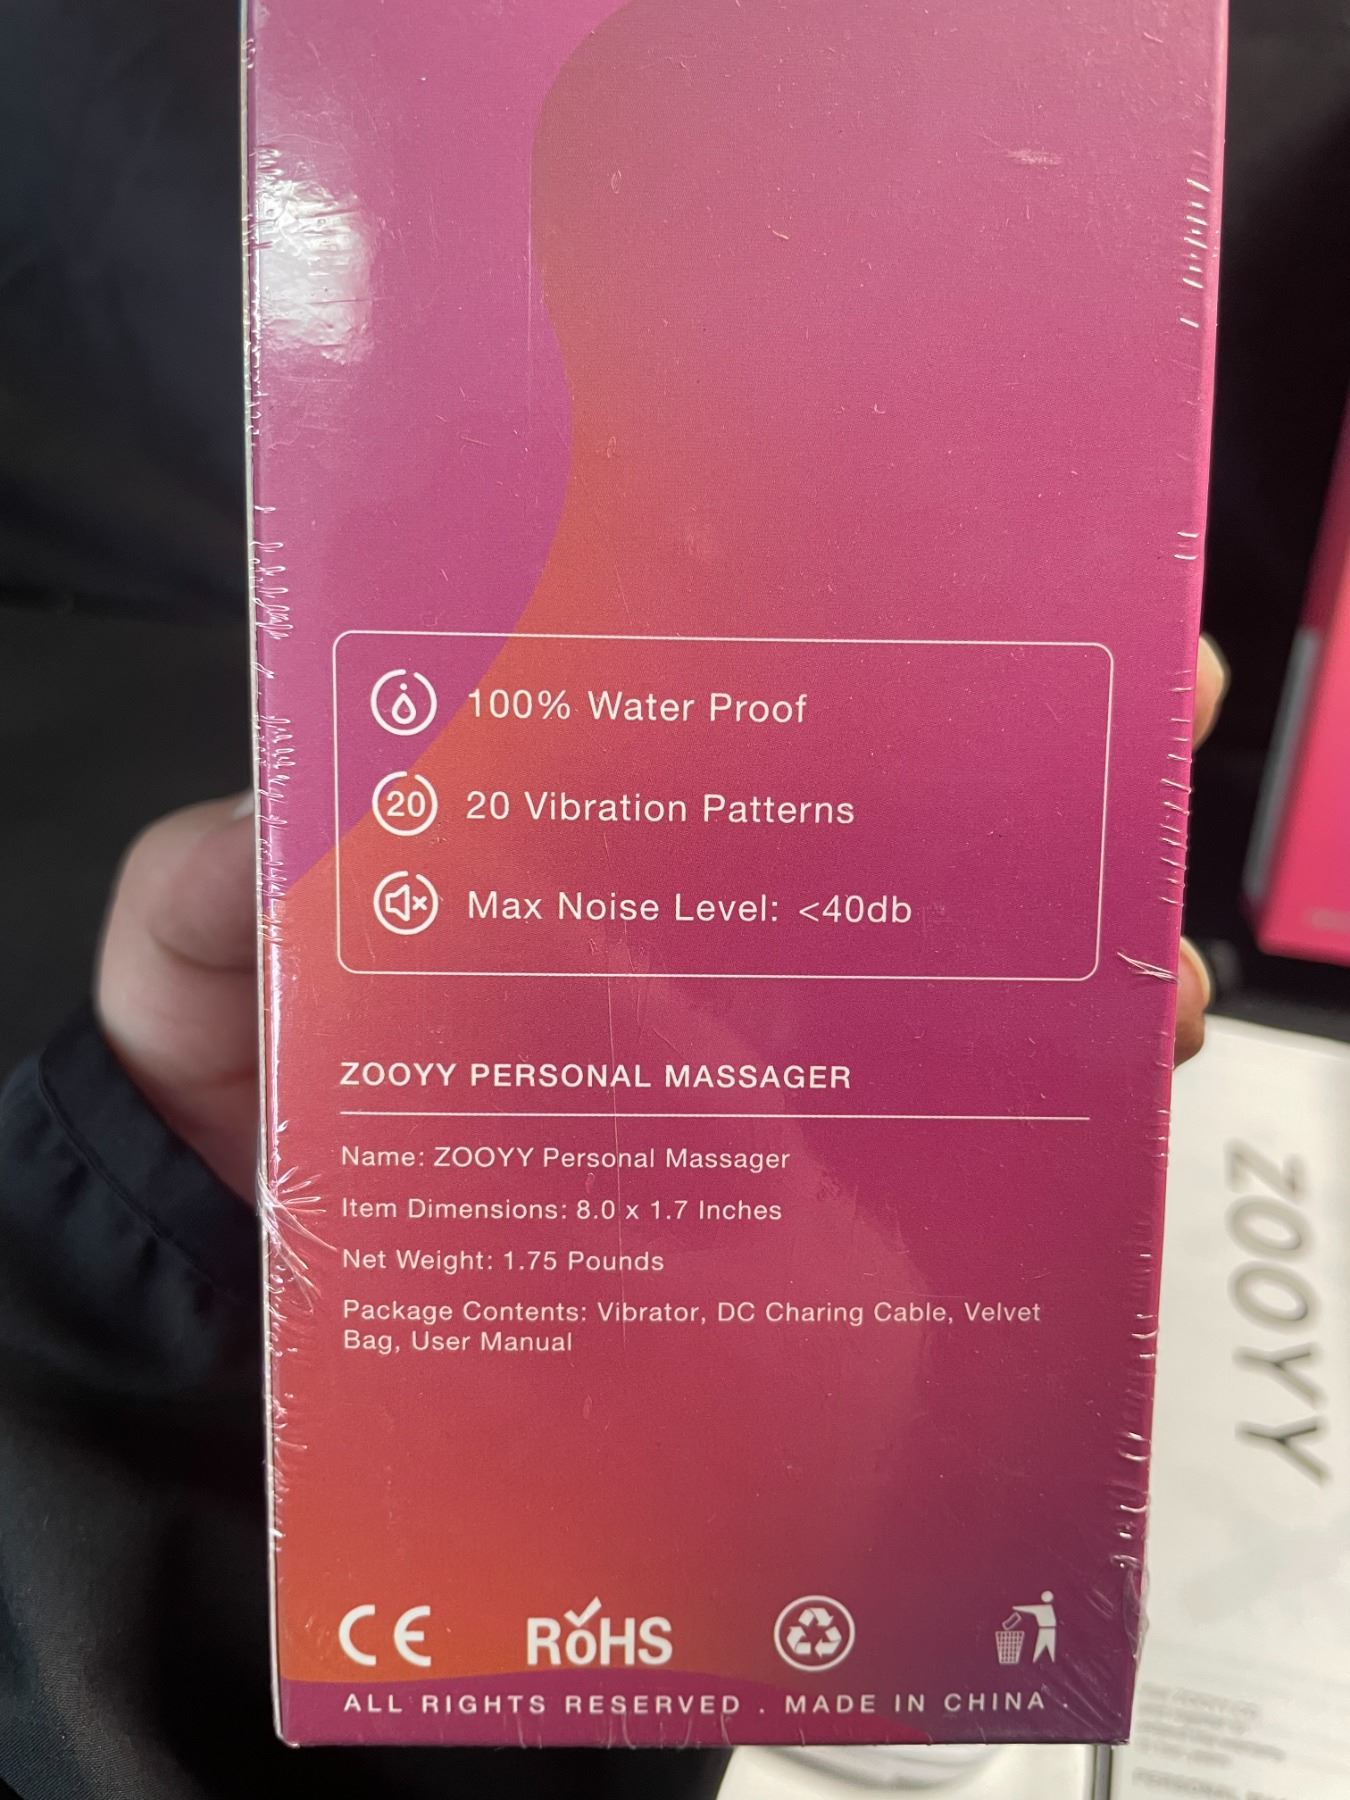 100% Water Proof
20
20 Vibration Patterns
Max Noise Level: <40db
ZOOYY PERSONAL MASSAGER
Name: ZOOYY Personal Massager
Item Dimensions: 8.0 x 1.7 Inches
Net Weight: 1.75 Pounds
Package Contents: Vibrator, DC Charing Cable, Velvet
Bag, User Manual
CE
RoHS
ALL RIGHTS RESERVED . MADE IN CHINA .
ZOOYY